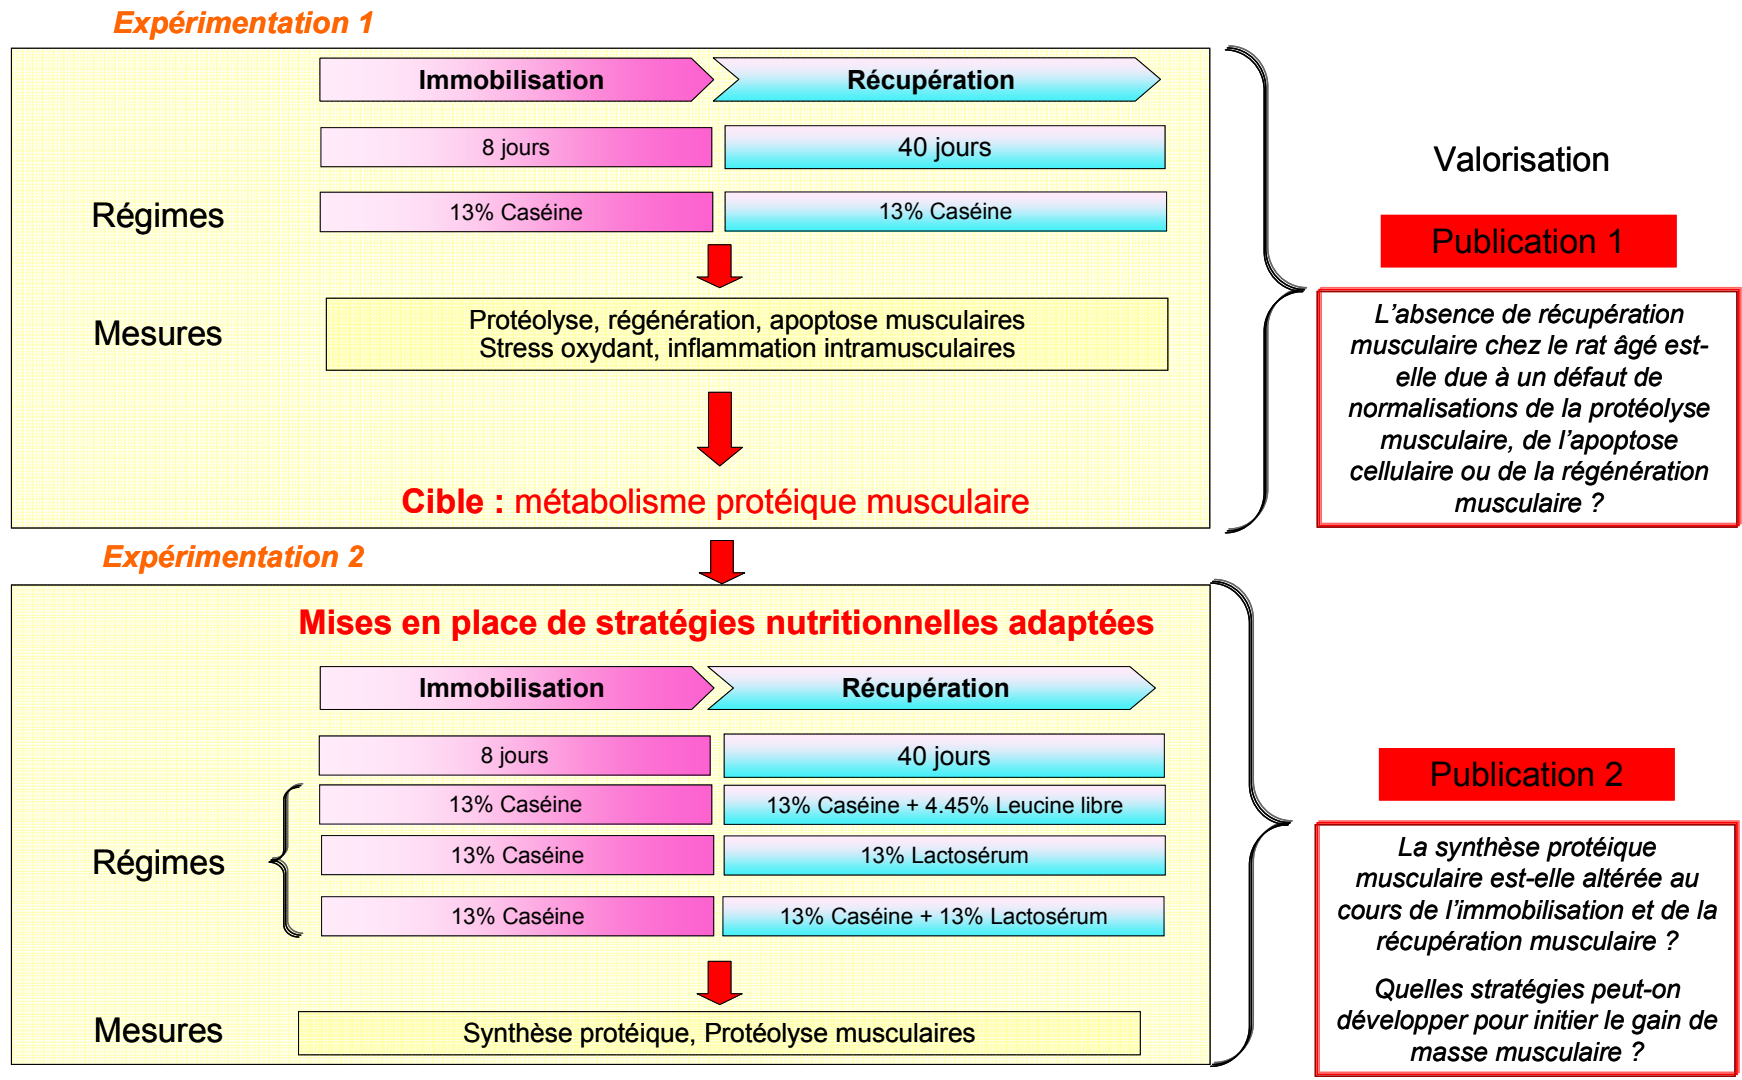 Expérimentation 1
Immobilisation
Récupération
8 jours
40 jours
Régimes
13% Caséine
13% Caséine
Mesures
Protéolyse, régénération, apoptose musculaires
Stress oxydant, inflammation intramusculaires
Cible : métabolisme protéique musculaire
Valorisation
Publication 1
L’absence de récupération
musculaire chez le rat âgé est-
elle due à un défaut de
normalisations de la protéolyse
musculaire, de l’apoptose
cellulaire ou de la régénération
musculaire ?
Expérimentation 2
Mises en place de stratégies nutritionnelles adaptées
Immobilisation
Récupération
8 jours
40 jours
Régimes
13% Caséine
13% Caséine + 4.45% Leucine libre
13% Caséine
13% Lactosérum
13% Caséine
13% Caséine + 13% Lactosérum
Mesures
Synthèse protéique, Protéolyse musculaires
Publication 2
La synthèse protéique
musculaire est-elle altérée au
cours de l’immobilisation et de la
récupération musculaire ?
Quelles stratégies peut-on
développer pour initier le gain de
masse musculaire ?